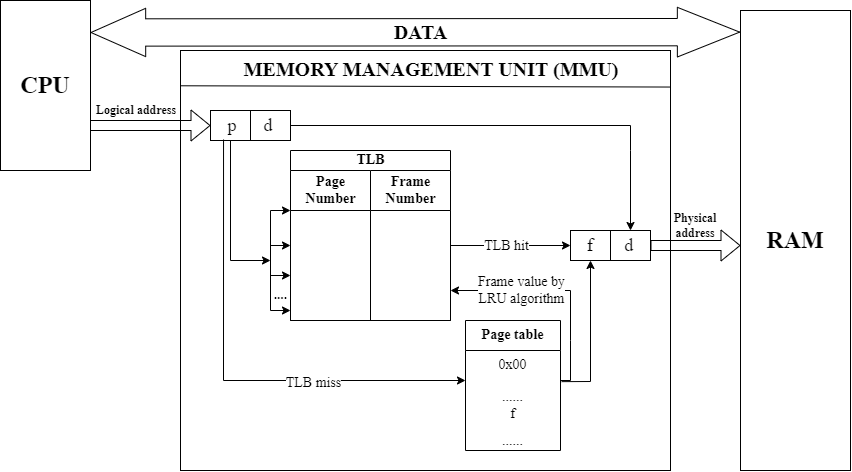 DATA
CPU
MEMORY MANAGEMENT UNIT (MMU)
Logical address
p d
TLB
Page
Number
Frame
Number
....
TLB hit
f d
Physical
address
RAM
Frame value by
LRU algorithm
Page table
0x00
......
f
......
TLB miss